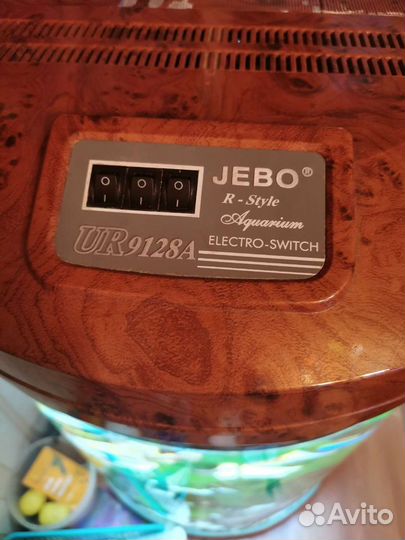 JEBO®
R - Style
Aquarium
UR9128A
ELECTRO-SWITCH
O O O
I I I
Avito